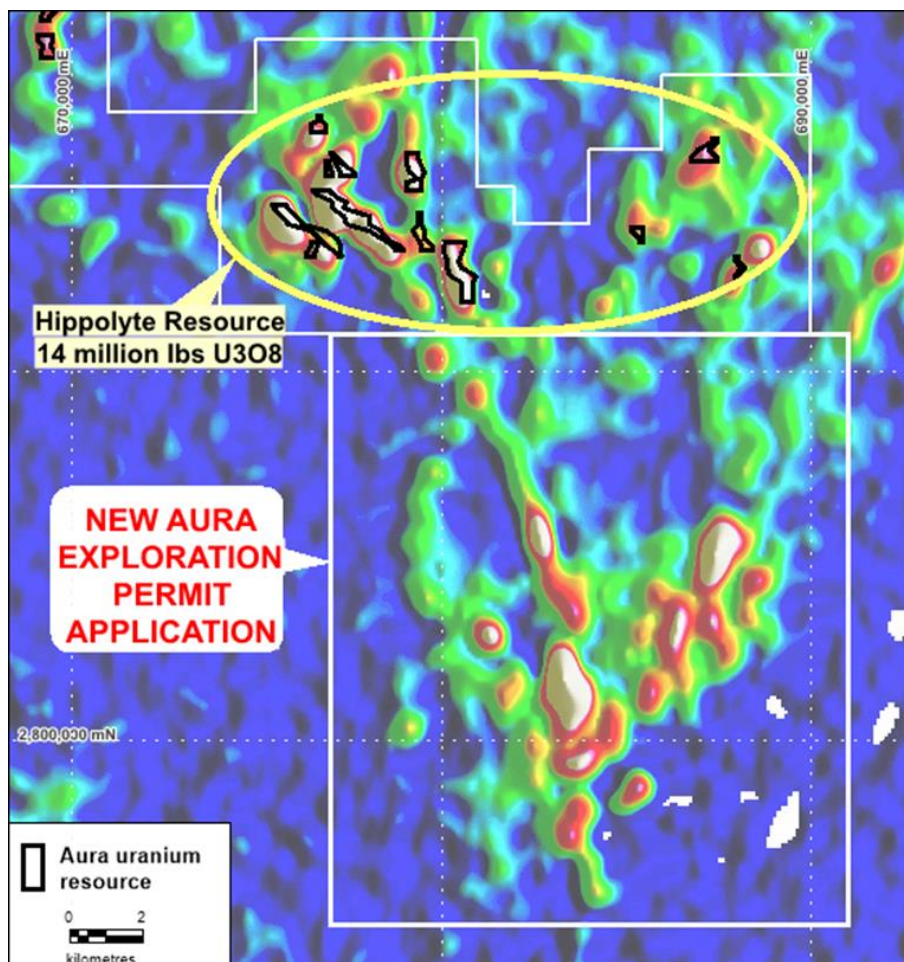 670,000 mE
690,000 mE
Hippolyte Resource
14 million lbs U3O8
NEW AURA
EXPLORATION
PERMIT
APPLICATION
2,800,000 mN
Aura uranium
resource
0 2
kilometres